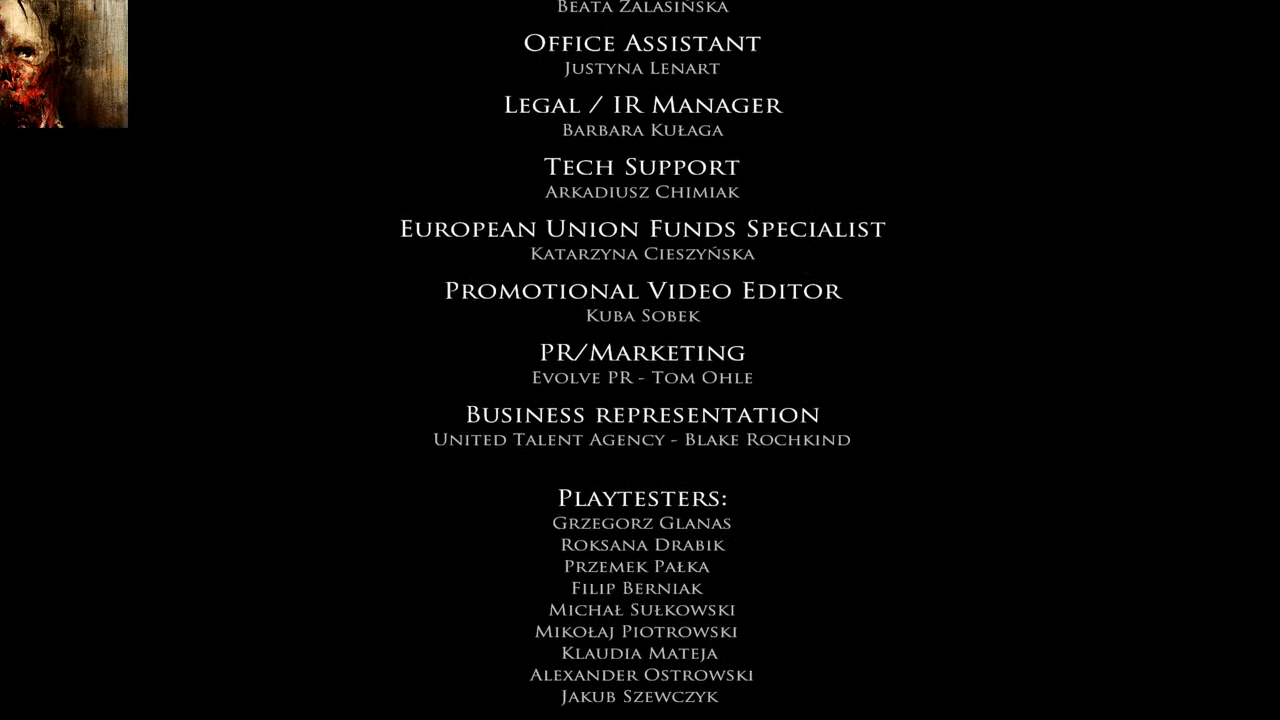 Beata Zalasińska
Office Assistant
Justyna Lenart
Legal / IR Manager
Barbara Kułaga
Tech Support
Arkadiusz Chimiak
European Union Funds Specialist
Katarzyna Cieszyńska
Promotional Video Editor
Kuba Sobek
PR/Marketing
Evolve PR - Tom Ohle
Business representation
United Talent Agency - Blake Rochkind
Playtesters:
Grzegorz Glanas
Roksana Drabik
Przemek Pałka
Filip Berniak
Michał Sułkowski
Mikołaj Piotrowski
Klaudia Mateja
Alexander Ostrowski
Jakub Szewczyk